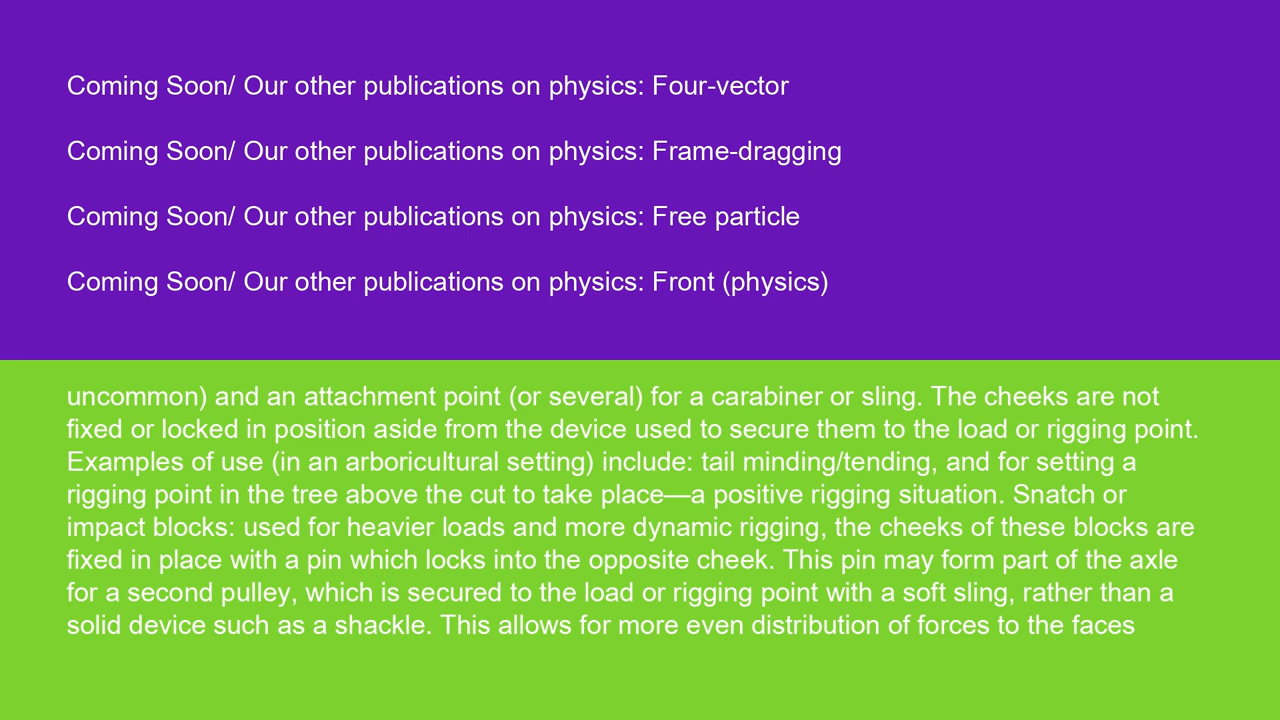 Coming Soon/ Our other publications on physics: Four-vector
Coming Soon/ Our other publications on physics: Frame-dragging
Coming Soon/ Our other publications on physics: Free particle
Coming Soon/ Our other publications on physics: Front (physics)
uncommon) and an attachment point (or several) for a carabiner or sling. The cheeks are not
fixed or locked in position aside from the device used to secure them to the load or rigging point.
Examples of use (in an arboricultural setting) include: tail minding/tending, and for setting a
rigging point in the tree above the cut to take place—a positive rigging situation. Snatch or
impact blocks: used for heavier loads and more dynamic rigging, the cheeks of these blocks are
fixed in place with a pin which locks into the opposite cheek. This pin may form part of the axle
for a second pulley, which is secured to the load or rigging point with a soft sling, rather than a
solid device such as a shackle. This allows for more even distribution of forces to the faces